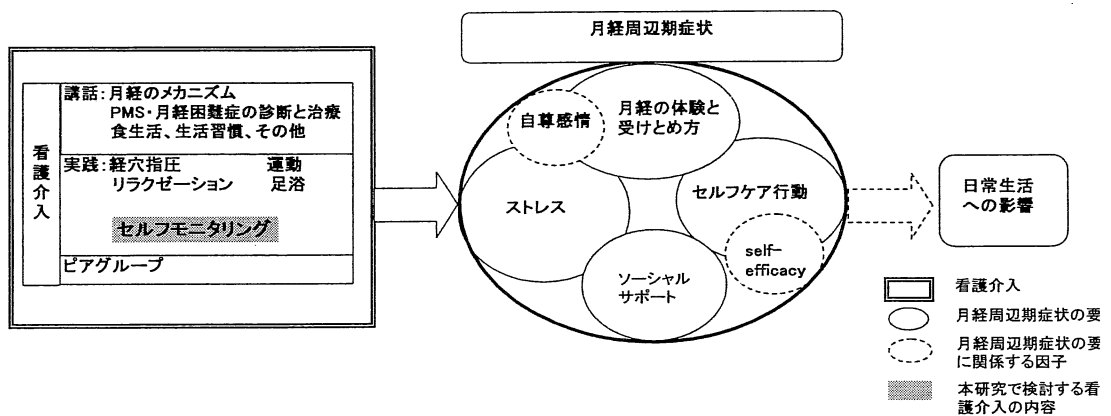 月経周辺期症状
講話:月経のメカニズム
PMS・月経困難症の診断と治療
食生活、生活習慣、その他
看護介入
実践:経穴指圧 運動
リラクゼーション 足浴
セルフモニタリング
ピアグループ
自尊感情
月経の体験と
受けとめ方
ストレス
セルフケア行動
self-
efficacy
ソーシャル
サポート
日常生活
への影響
看護介入
月経周辺期症状の要
月経周辺期症状の要
に関係する因子
本研究で検討する看
護介入の内容